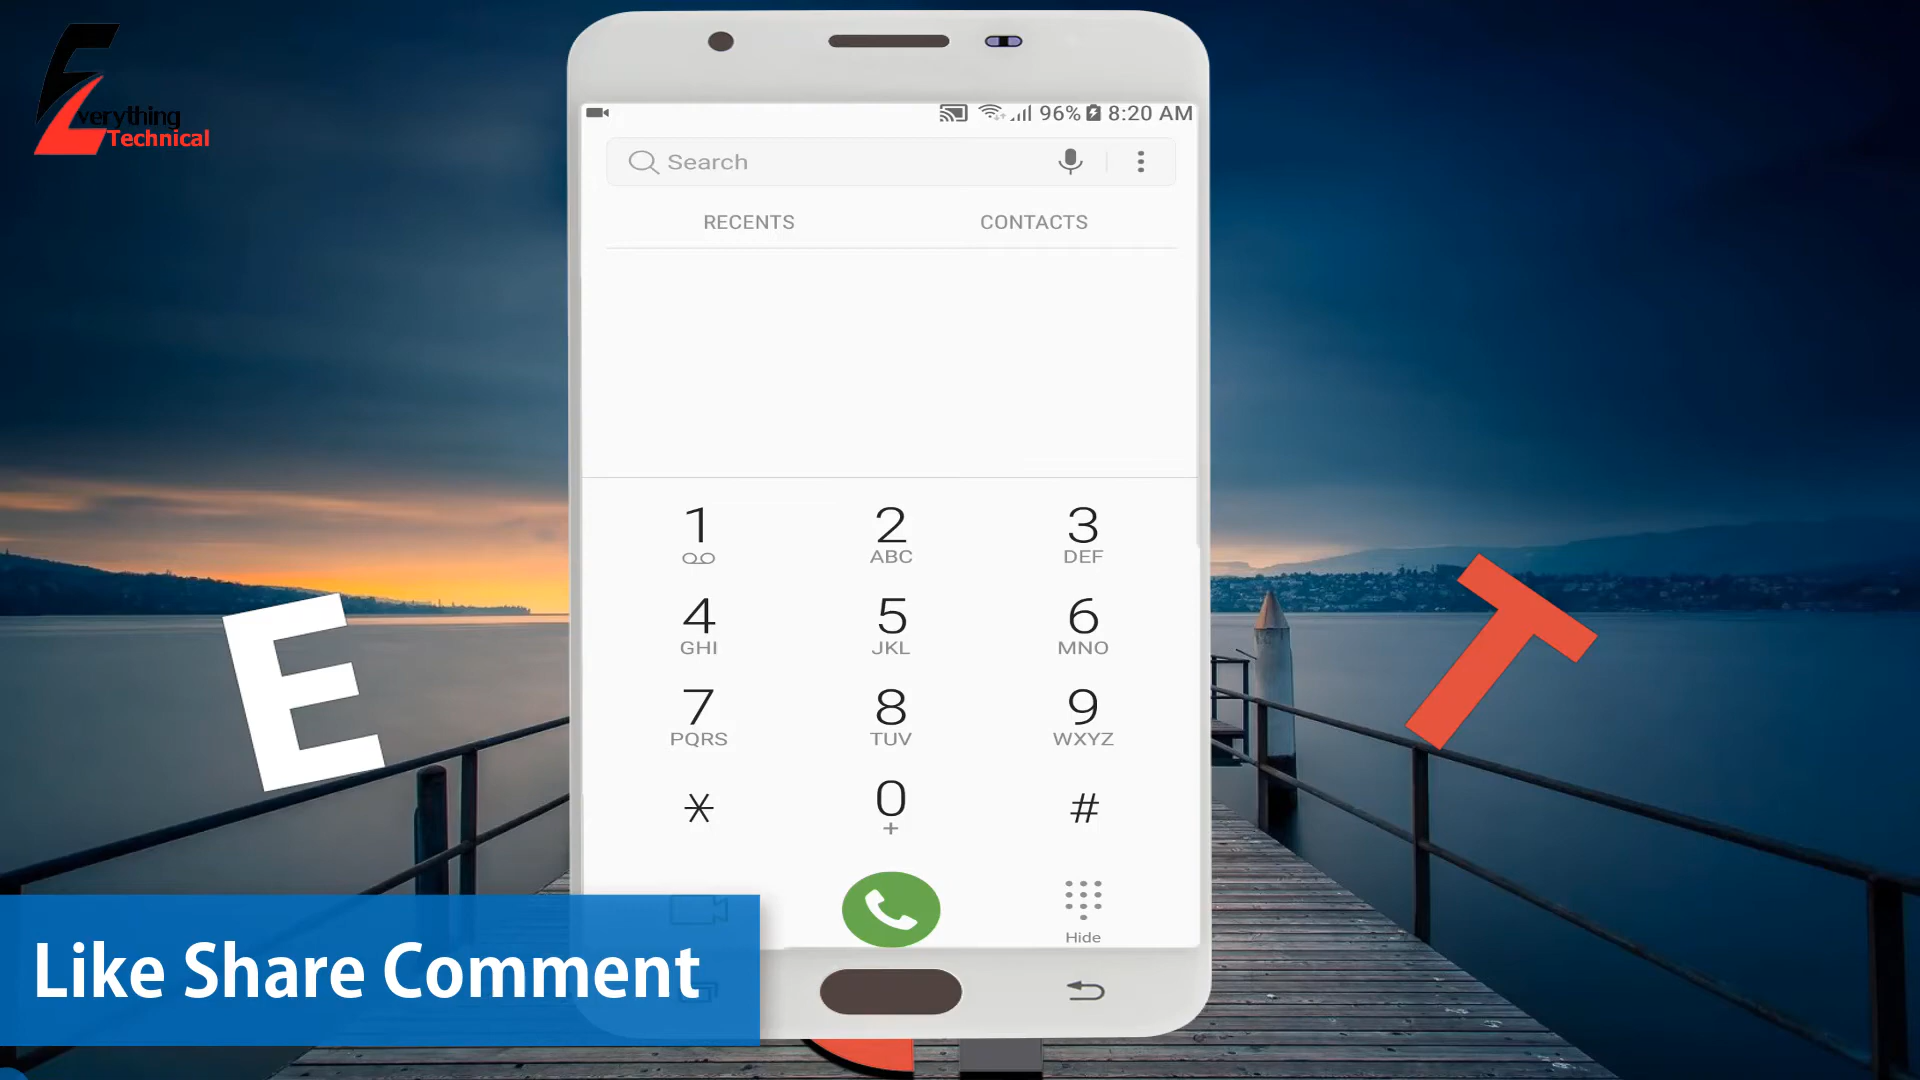 Everything
Technical
96% 8:20 AM
Search
RECENTS CONTACTS
1 2 3
ABC DEF
4 5 6
GHI JKL MNO
7 8 9
PQRS TUV WXYZ
* 0 #
+
Hide
E T
Like Share Comment